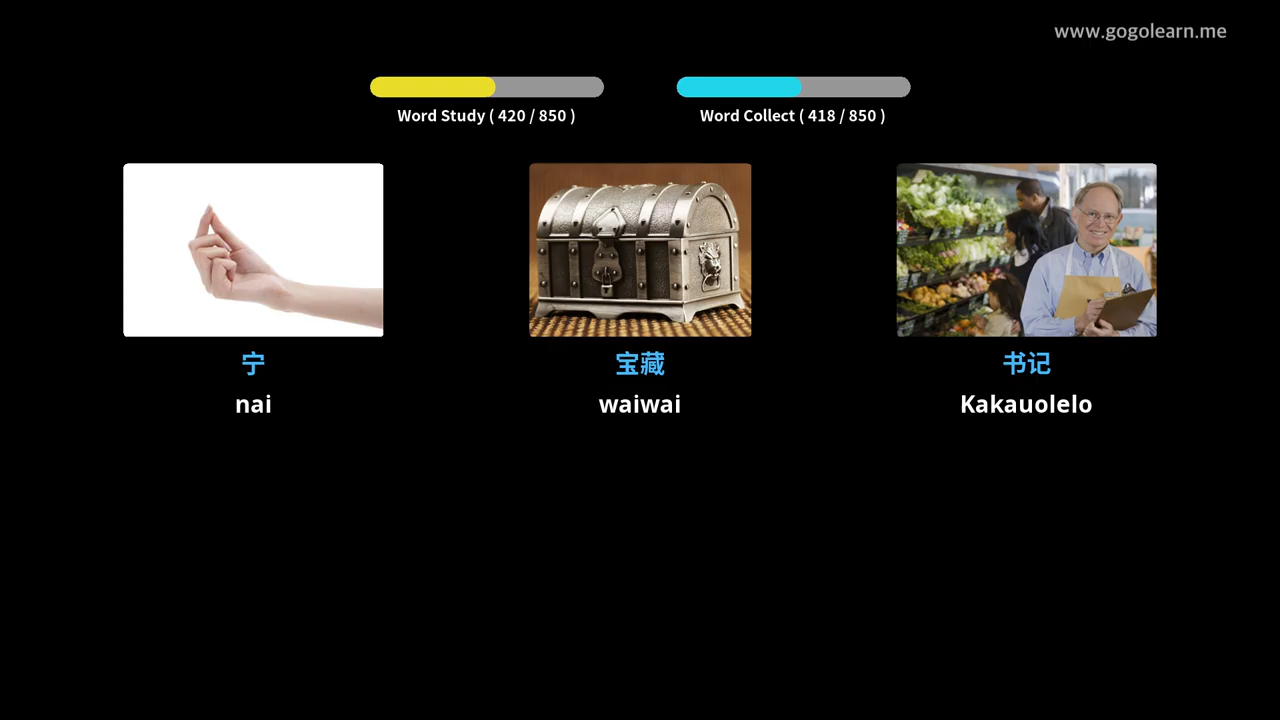 www.gogolearn.me
Word Study ( 420 / 850 )
Word Collect ( 418 / 850 )
宁
宝藏
书记
nai
waiwai
Kakauolelo